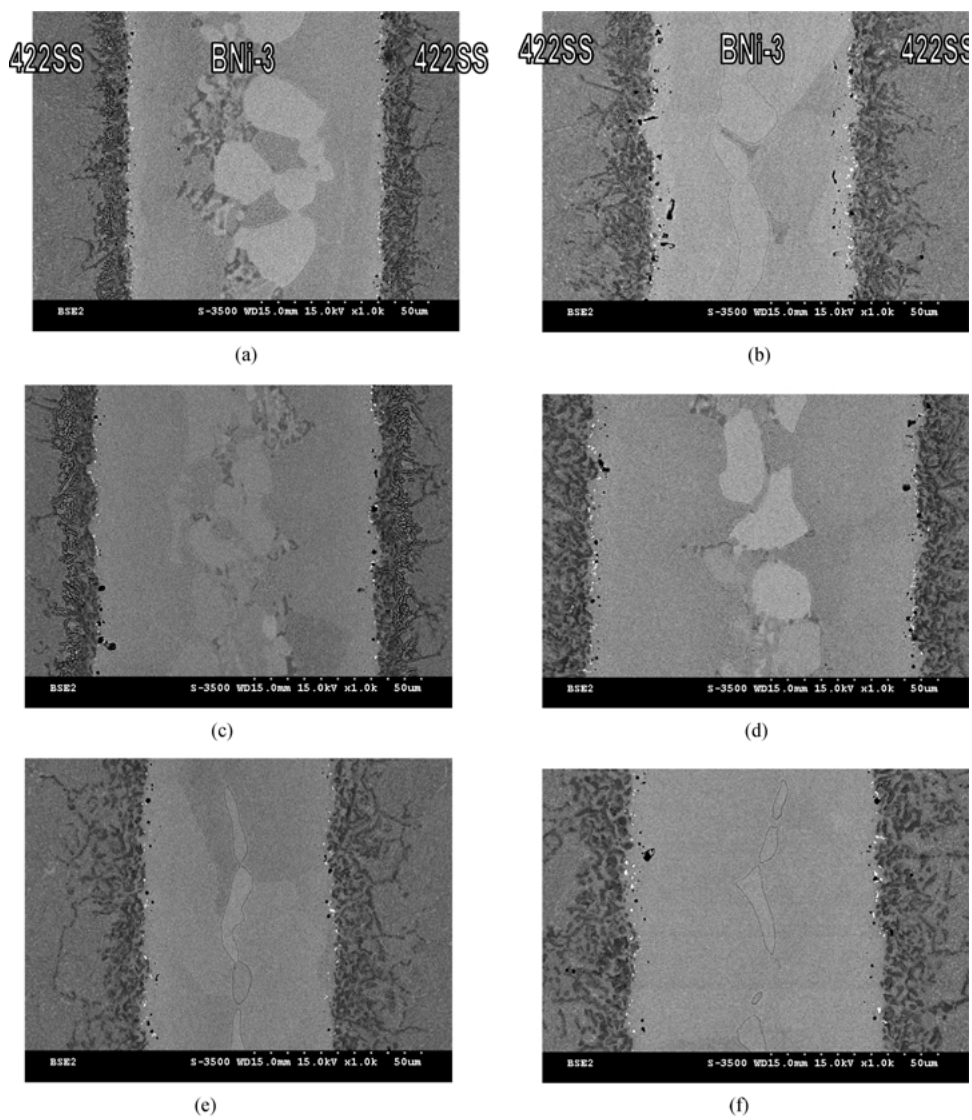 422SS BNi-3 422SS
422SS BNi-3 422SS
BSE2 S-3500 WD15.0mm 15.0kV x1.0k 50um
BSE2 S-3500 WD15.0mm 15.0kV x1.0k 50um
(a)
(b)
BSE2 S-3500 WD15.0mm 15.0kV x1.0k 50um
BSE2 S-3500 WD15.0mm 15.0kV x1.0k 50um
(c)
(d)
BSE2 S-3500 WD15.0mm 15.0kV x1.0k 50um
BSE2 S-3500 WD15.0mm 15.0kV x1.0k 50um
(e)
(f)